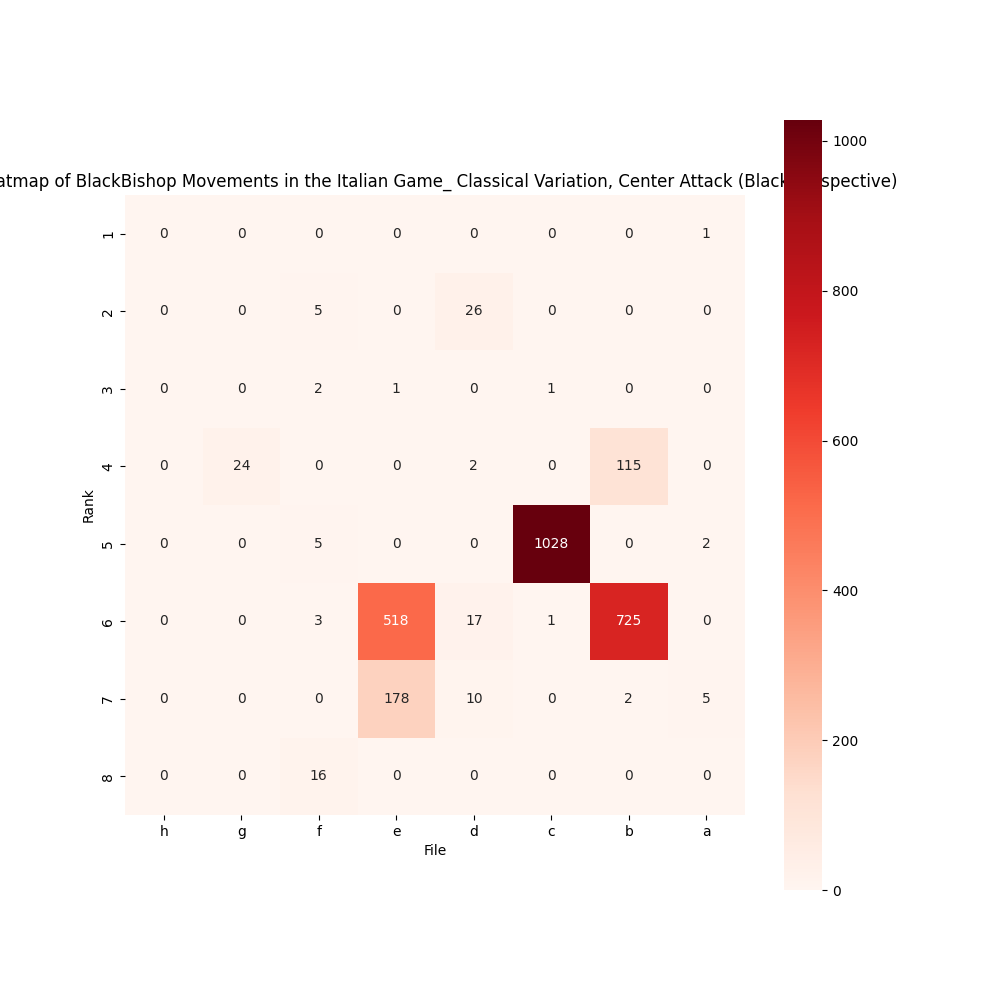 atmap of BlackBishop Movements in the Italian Game_ Classical Variation, Center Attack (Black spective)
1 0 0 0 0 0 0 0 1
2 0 0 5 0 26 0 0 0
3 0 0 2 1 0 1 0 0
4 0 24 0 0 2 0 115 0
5 0 0 5 0 0 1028 0 2
6 0 0 3 518 17 1 725 0
7 0 0 0 178 10 0 2 5
8 0 0 16 0 0 0 0 0
h g f e d c b a
File
Rank
1000
800
600
400
200
0